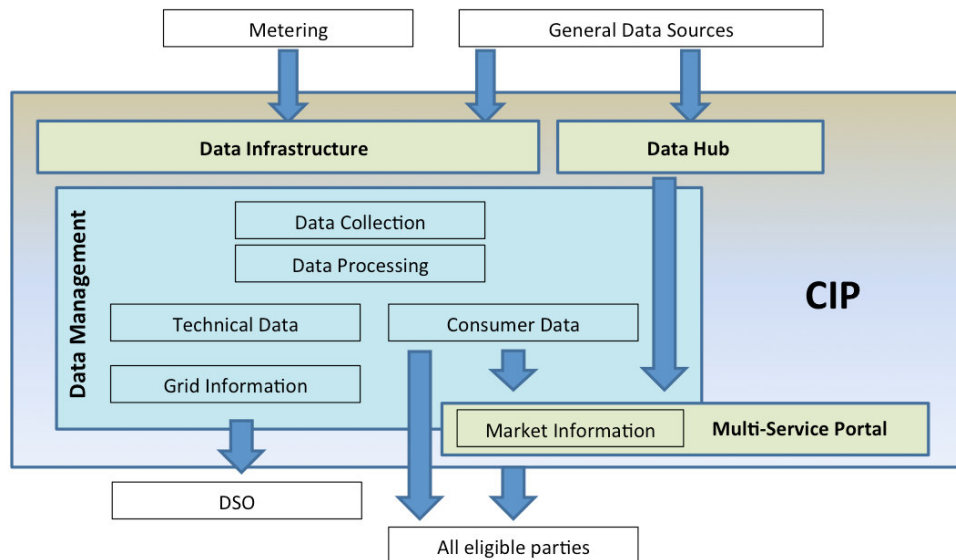 Metering
General Data Sources
Data Infrastructure
Data Hub
Data Management
Data Collection
Data Processing
Technical Data
Consumer Data
CIP
Grid Information
Market Information
Multi-Service Portal
DSO
All eligible parties